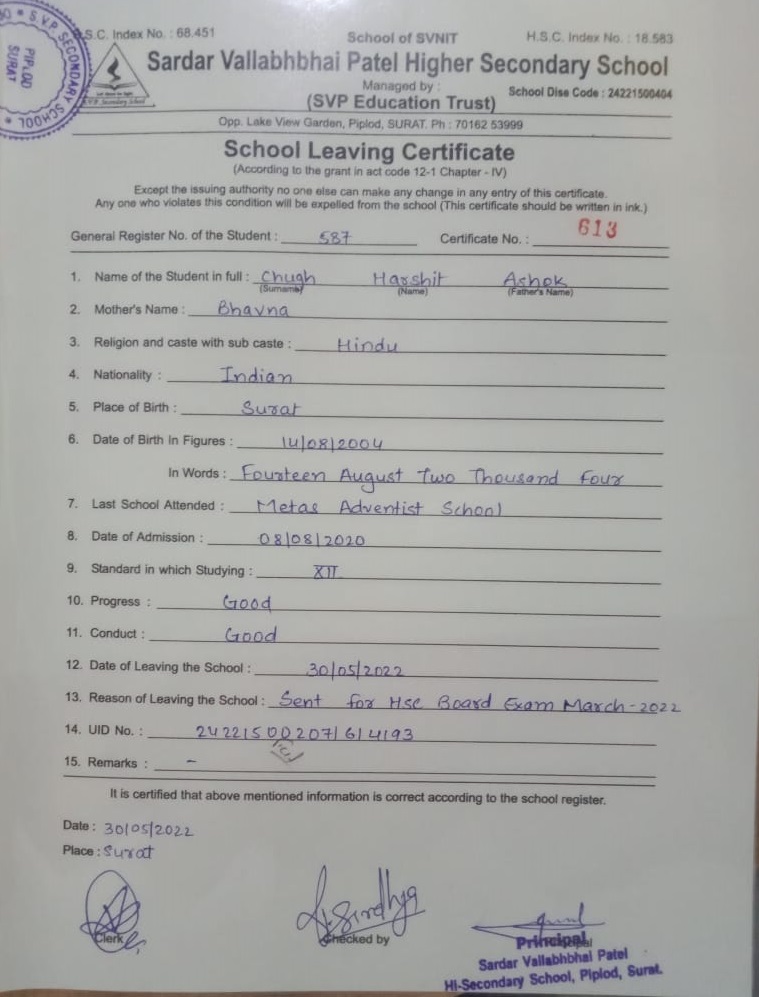 S.C. Index No. : 68.451 School of SVNIT H.S.C. Index No. : 18.583
S.V.P. SECONDARY SCHOOL
PIPLOD
SURAT
Sardar Vallabhbhai Patel Higher Secondary School
Managed by :
(SVP Education Trust) School Dise Code : 24221500404
Opp. Lake View Garden, Piplod, SURAT. Ph : 70162 53999
School Leaving Certificate
(According to the grant in act code 12-1 Chapter - IV)
Except the issuing authority no one else can make any change in any entry of this certificate.
Any one who violates this condition will be expelled from the school (This certificate should be written in ink.)
General Register No. of the Student : 587 Certificate No. : 613
1. Name of the Student in full : Chugh Harshit Ashok
(Surname) (Name) (Father's Name)
2. Mother's Name : Bhavna
3. Religion and caste with sub caste : Hindu
4. Nationality : Indian
5. Place of Birth : Surat
6. Date of Birth In Figures : 14/08/2004
In Words : Fourteen August Two Thousand Four
7. Last School Attended : Metas Adventist School
8. Date of Admission : 08/08/2020
9. Standard in which Studying : XII
10. Progress : Good
11. Conduct : Good
12. Date of Leaving the School : 30/05/2022
13. Reason of Leaving the School : Sent for Hsc Board Exam March-2022
14. UID No. : 242215002071614193
15. Remarks : -
It is certified that above mentioned information is correct according to the school register.
Date : 30/05/2022
Place : Surat
Clerk Checked by Principal
Sardar Vallabhbhai Patel
Hi-Secondary School, Piplod, Surat.